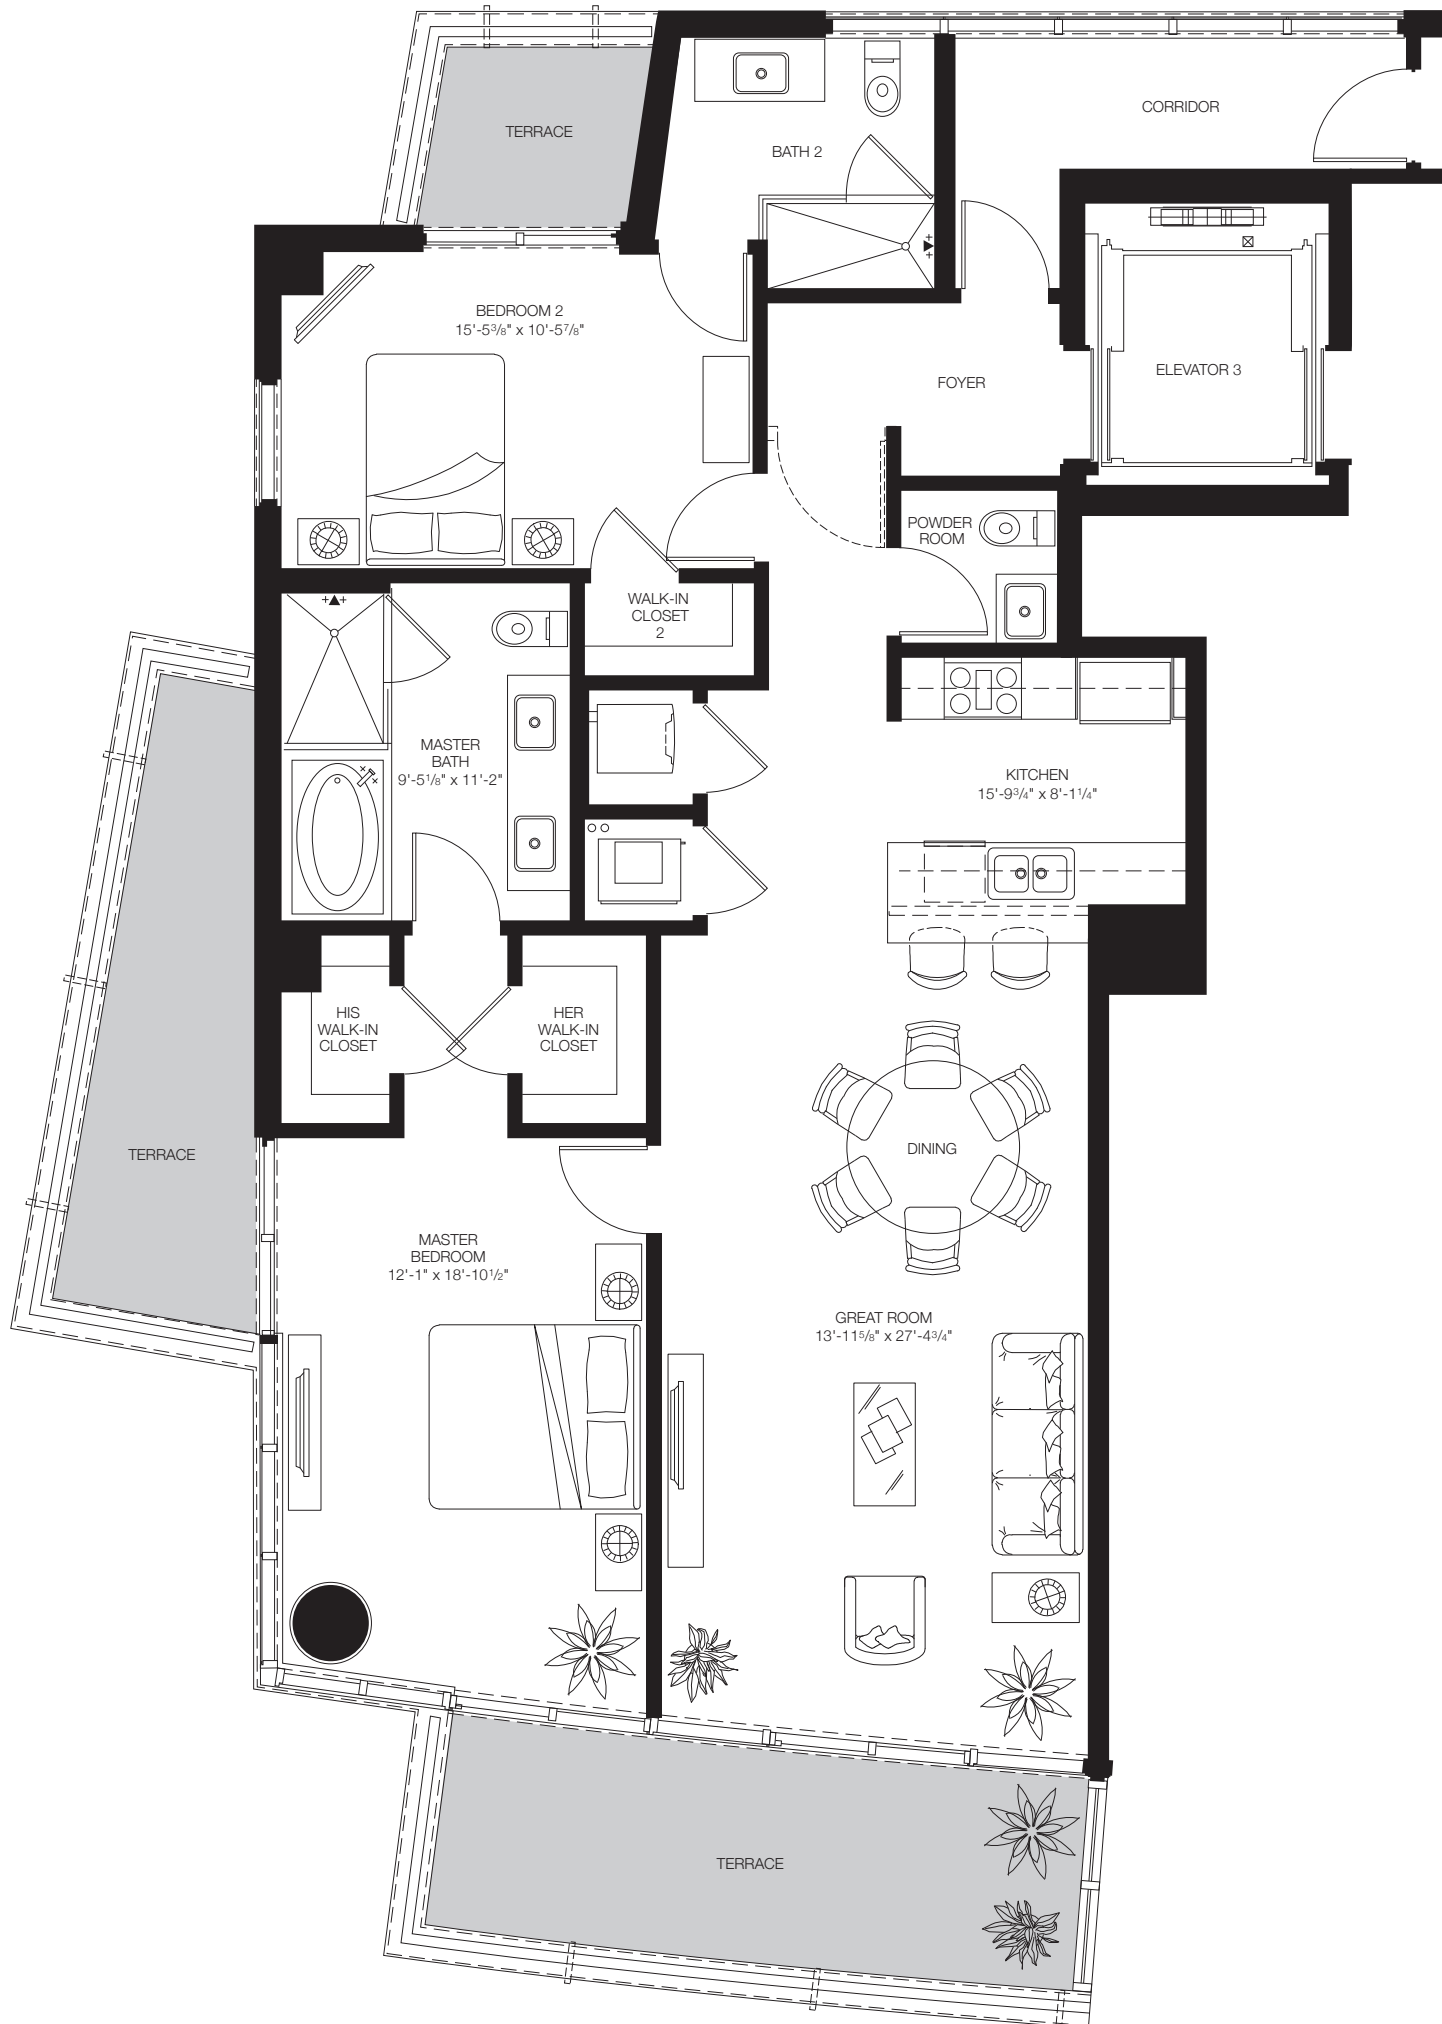 CORRIDOR
TERRACE
BATH 2
BEDROOM 2
15'-5³/₈" x 10'-5⁷/₈"
FOYER
ELEVATOR 3
POWDER
ROOM
WALK-IN
CLOSET
2
MASTER
BATH
9'-5¹/₈" x 11'-2"
KITCHEN
15'-9³/₄" x 8'-1¹/₄"
HIS
WALK-IN
CLOSET
HER
WALK-IN
CLOSET
TERRACE
DINING
MASTER
BEDROOM
12'-1" x 18'-10¹/₂"
GREAT ROOM
13'-11⁵/₈" x 27'-4³/₄"
TERRACE